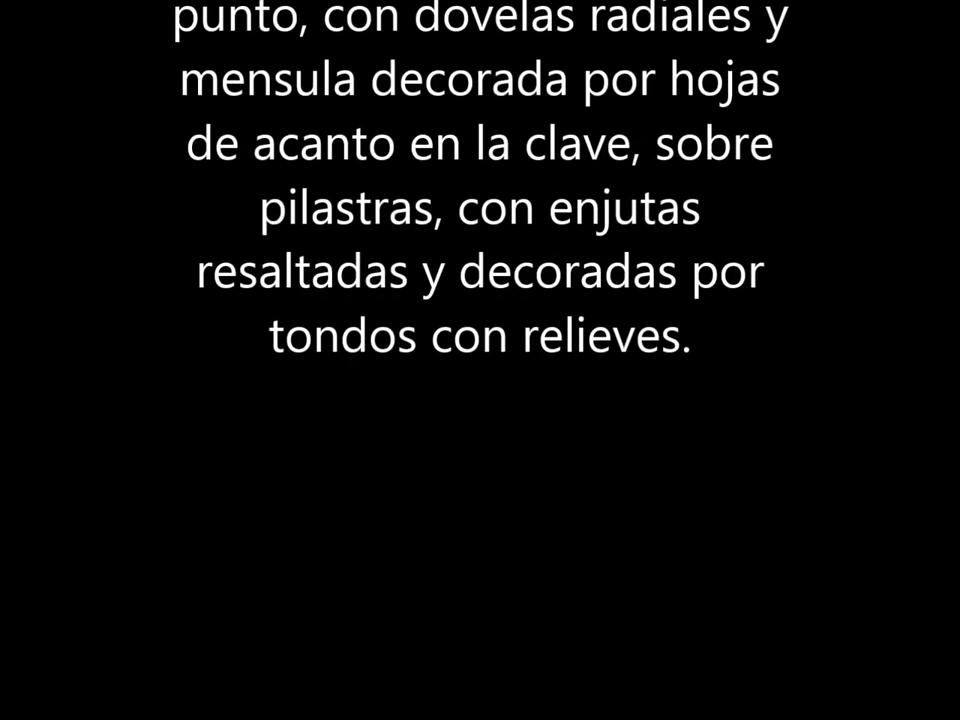 punto, con dovelas radiales y
mensula decorada por hojas
de acanto en la clave, sobre
pilastras, con enjutas
resaltadas y decoradas por
tondos con relieves.